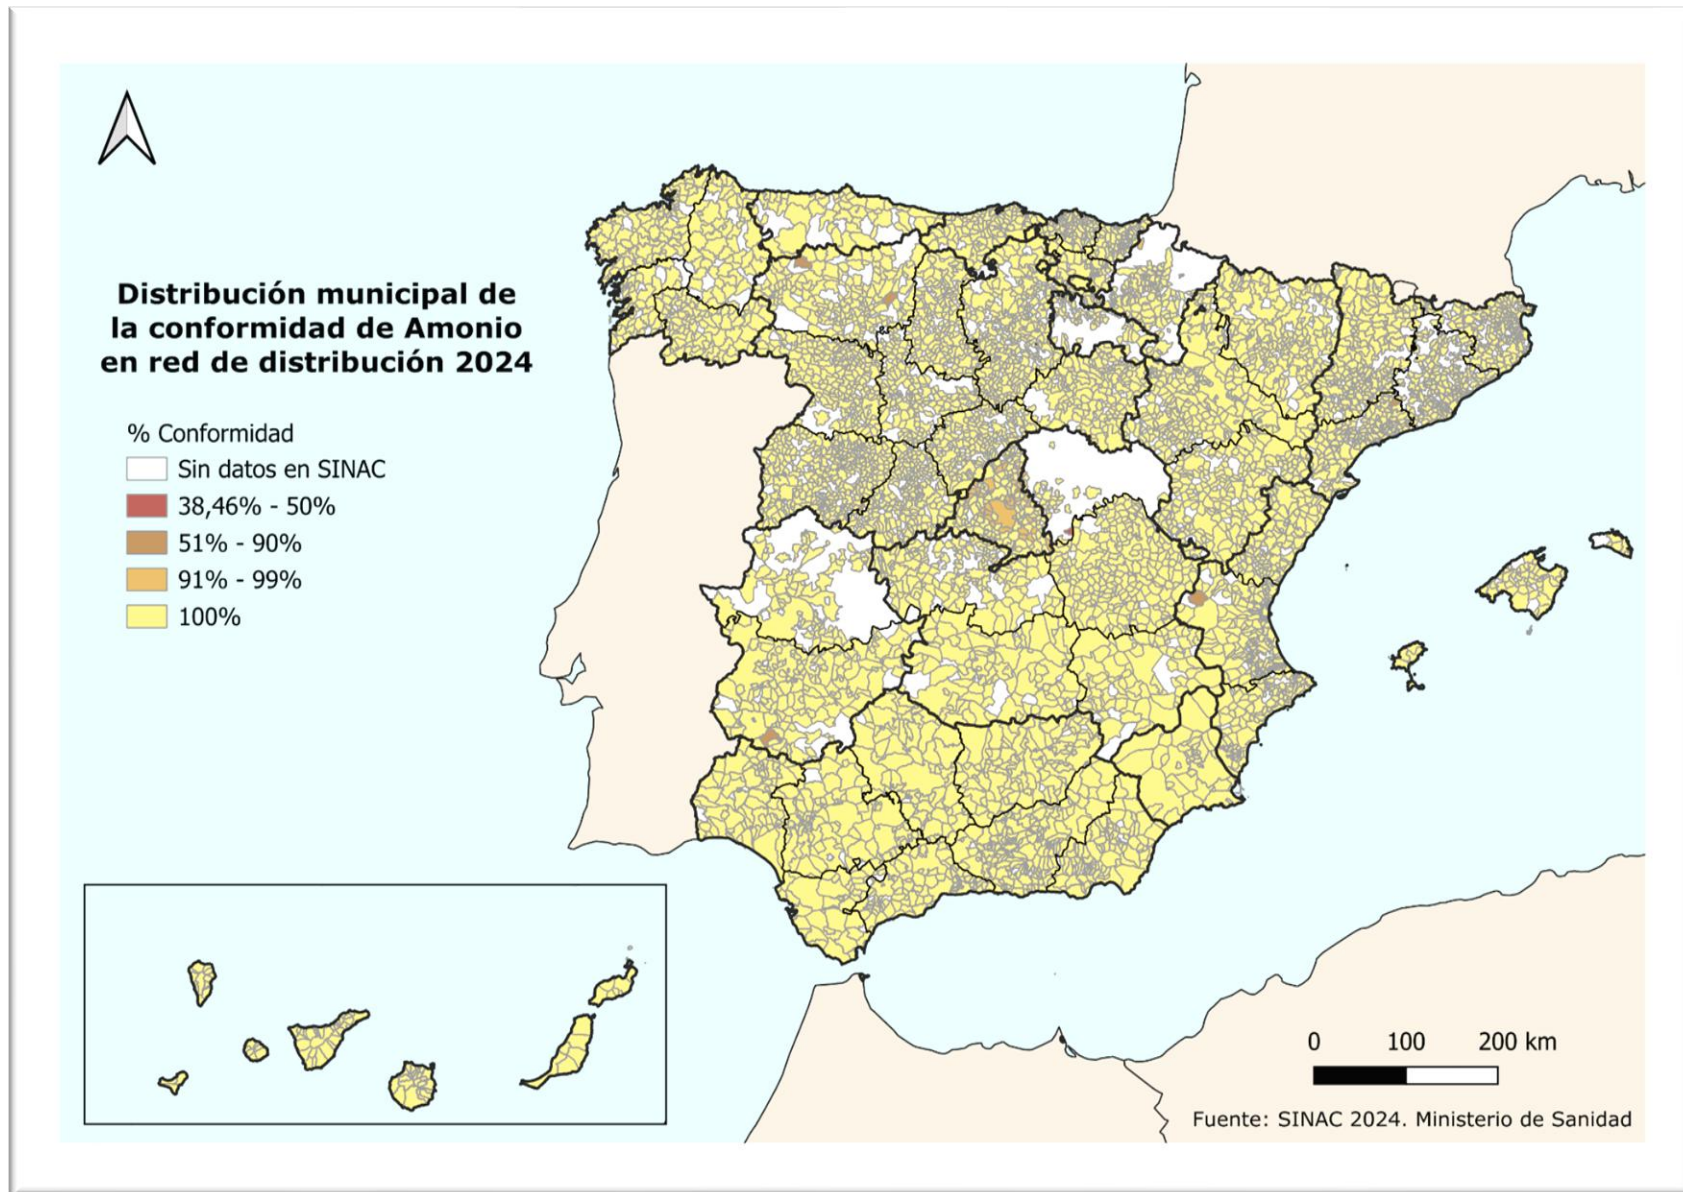 Distribución municipal de
la conformidad de Amonio
en red de distribución 2024
% Conformidad
Sin datos en SINAC
38,46% - 50%
51% - 90%
91% - 99%
100%
0 100 200 km
Fuente: SINAC 2024. Ministerio de Sanidad